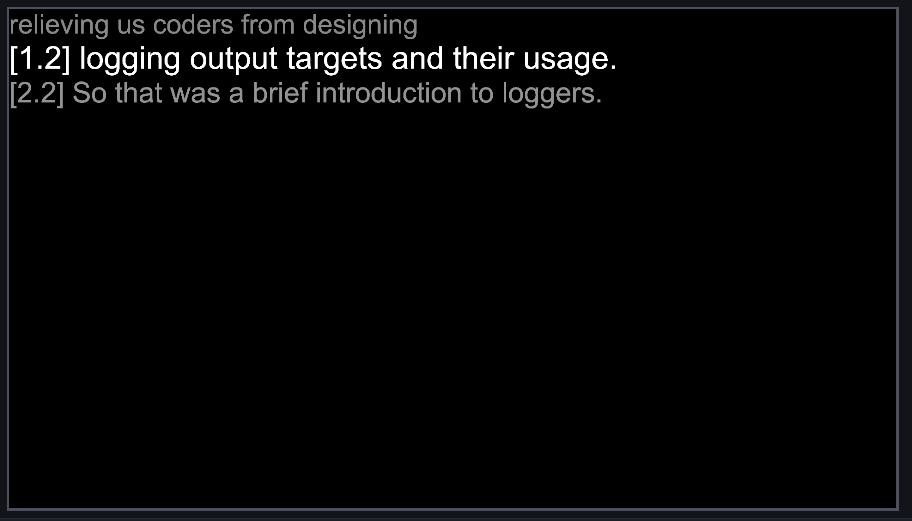 relieving us coders from designing
[1.2] logging output targets and their usage.
[2.2] So that was a brief introduction to loggers.